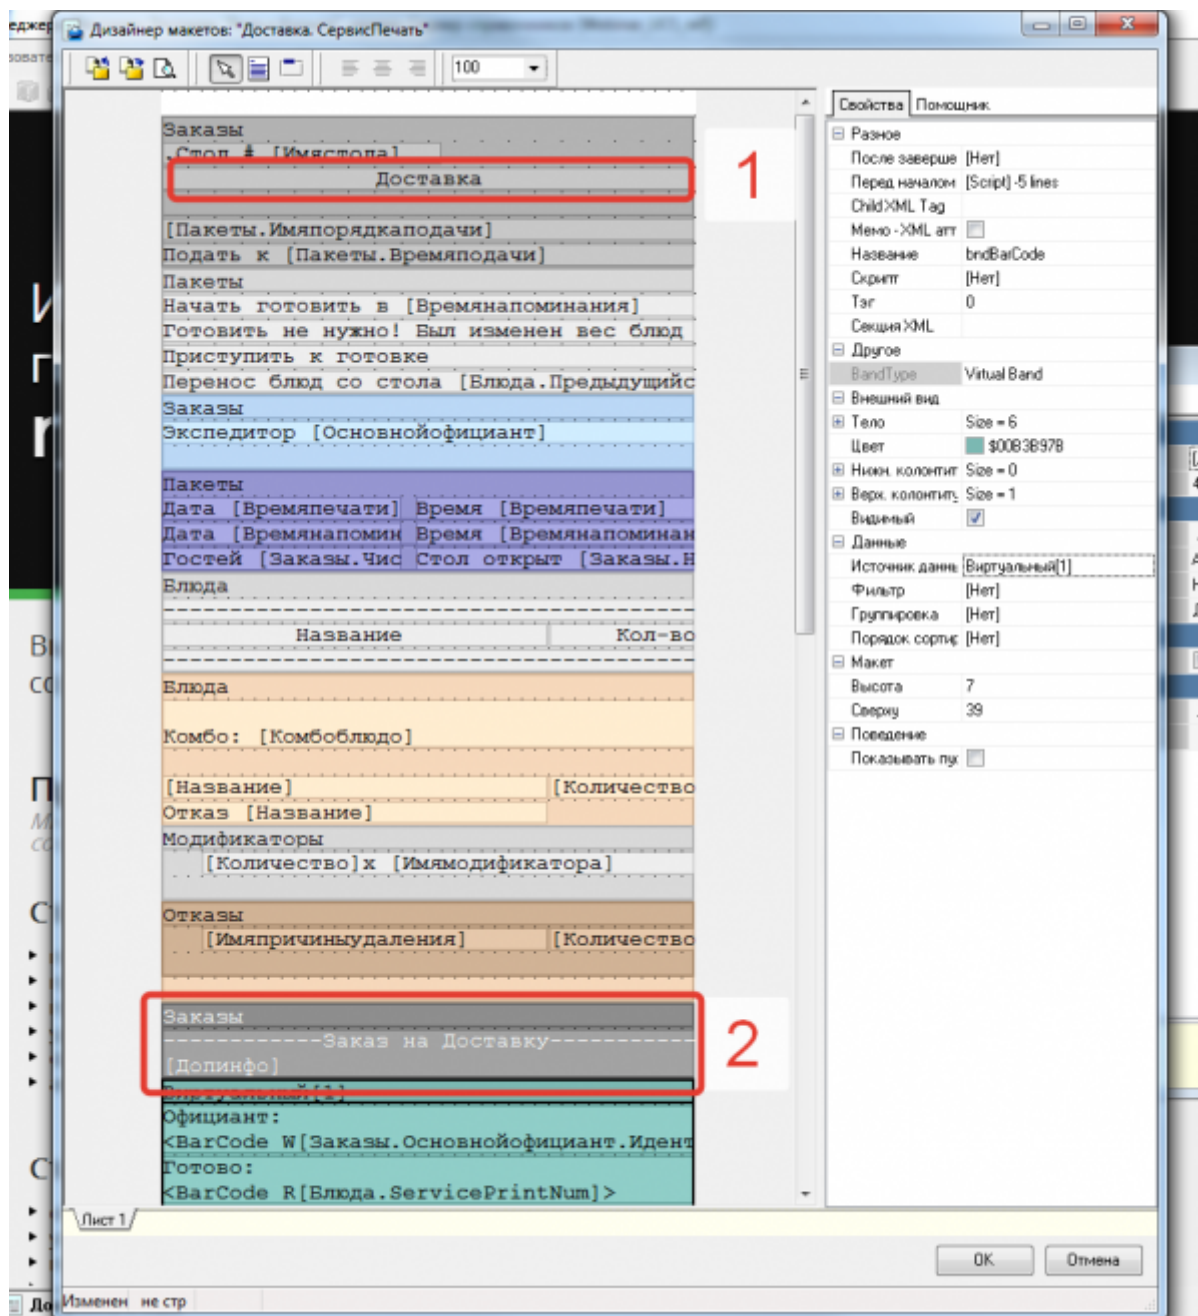 Дизайнер макетов: "Доставка. СервисПечать"
100
Заказы
.Стол # [Имястола]
Доставка
1
[Пакеты.Имяпорядкаподачи]
Подать к [Пакеты.Времяподачи]
Пакеты
Начать готовить в [Времянапоминания]
Готовить не нужно! Был изменен вес блюд
Приступить к готовке
Перенос блюд со стола [Блюда.Предыдущийс
Заказы
Экспедитор [Основнойофициант]
Пакеты
Дата [Времяпечати] Время [Времяпечати]
Дата [Времянапомин Время [Времянапоминан
Гостей [Заказы.Чис Стол открыт [Заказы.Н
Блюда
----------------------------------------
Название Кол-во
----------------------------------------
Блюда
Комбо: [Комбоблюдо]
[Название] [Количество
Отказ [Название]
Модификаторы
[Количество]x [Имямодификатора]
Отказы
[Имяпричиныудаления] [Количество
Заказы
------------Заказ на Доставку-----------
[Допинфо]
2
Виртуальный[1]
Официант:
<BarCode W[Заказы.Основнойофициант.Идент
Готово:
<BarCode R[Блюда.ServicePrintNum]>
Лист 1
Свойства Помощник
Разное
После заверше [Нет]
Перед началом [Script] -5 lines
Child XML Tag
Мемо - XML атт
Название bndBarCode
Скрипт [Нет]
Тэг 0
Секция XML
Другое
BandType Virtual Band
Внешний вид
Тело Size = 6
Цвет $00B3B97B
Нижн. колонтит Size = 0
Верх. колонтиту Size = 1
Видимый
Данные
Источник данны Виртуальный[1]
Фильтр [Нет]
Группировка [Нет]
Порядок сортир [Нет]
Макет
Высота 7
Сверху 39
Поведение
Показывать пус
OK Отмена
Изменен не стр